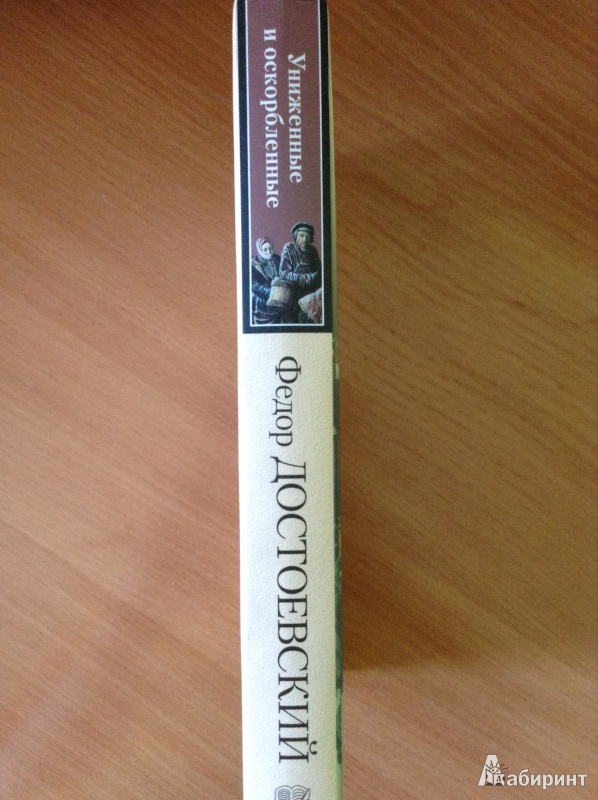 Униженные
и оскорбленные
Федор ДОСТОЕВСКИЙ
Лабиринт